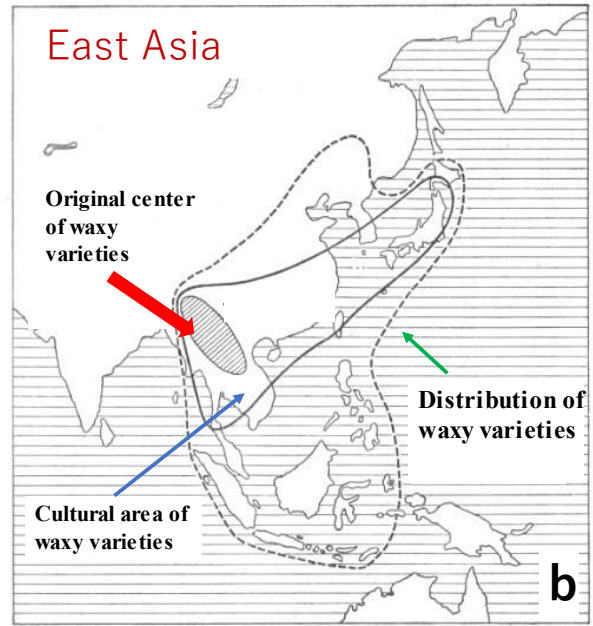 East Asia
Original center
of waxy
varieties
Distribution of
waxy varieties
Cultural area of
waxy varieties
b